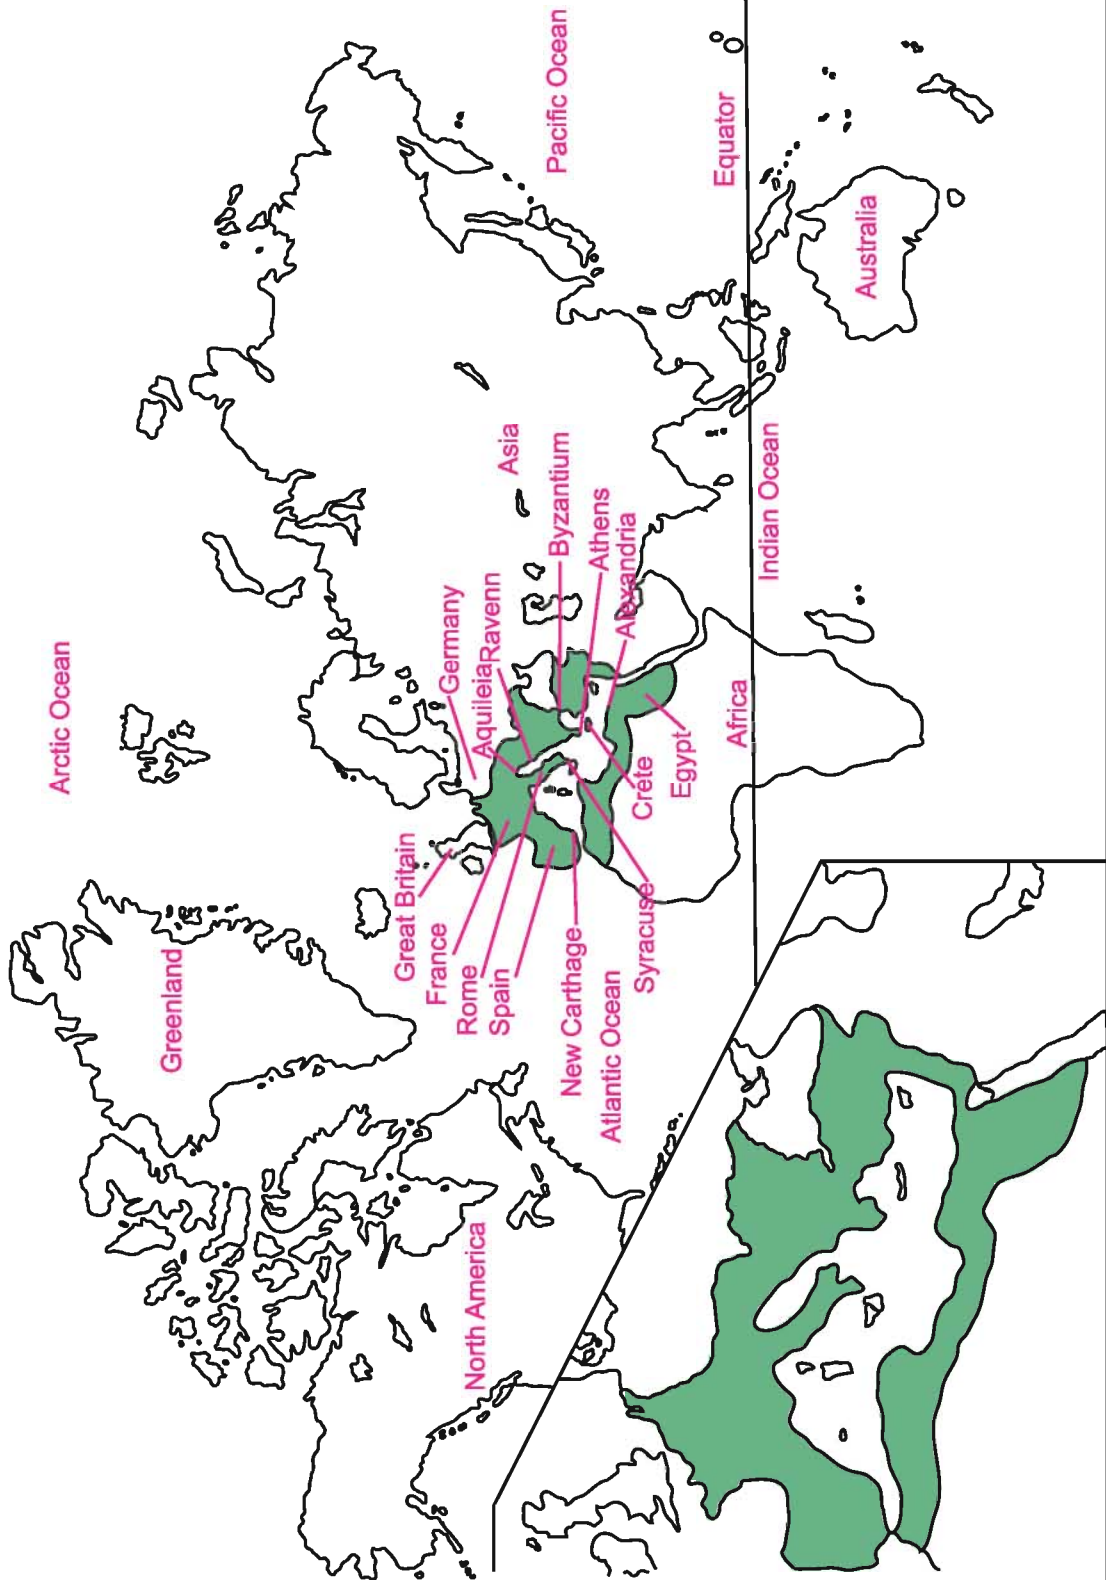 Arctic Ocean
Greenland
North America
Great Britain
France
Rome
Spain
New Carthage
Atlantic Ocean
Syracuse
Germany
Aquileia
Ravenn
Byzantium
Athens
Alexandria
Crete
Egypt
Africa
Asia
Pacific Ocean
Equator
Indian Ocean
Australia